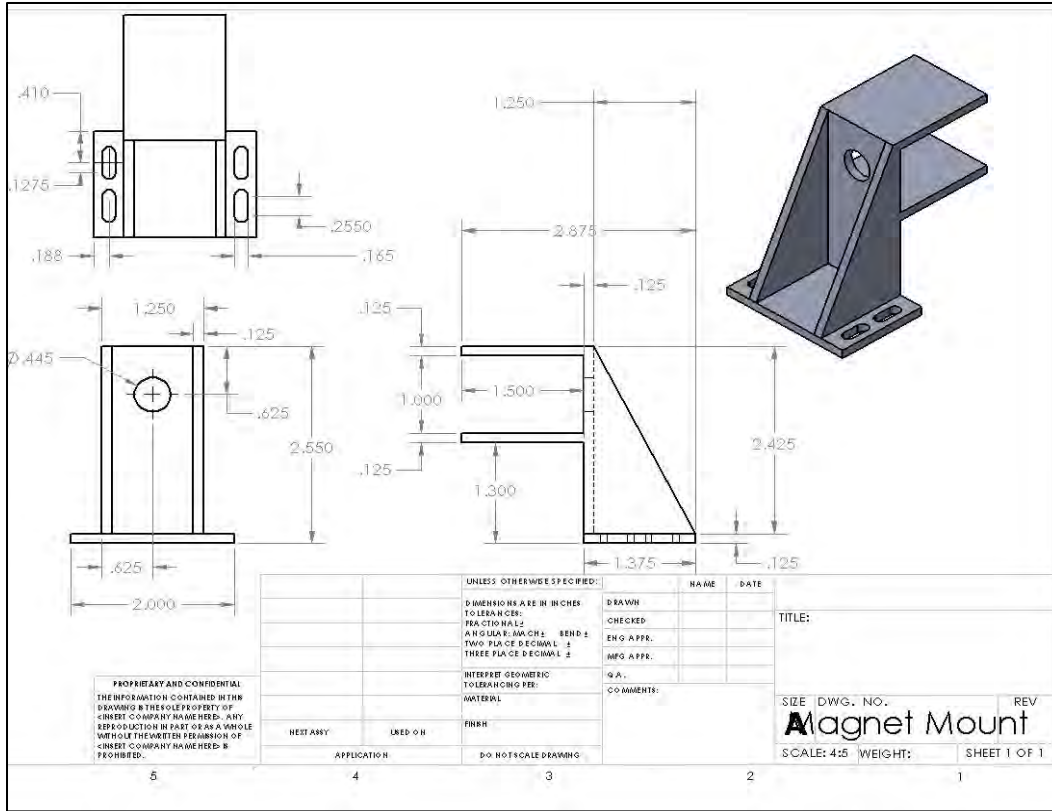 .410
.1275
.2550
.188
.165
1.250
2.875
.125
1.250
.125
Ø.445
.625
2.550
.625
2.000
.125
1.000
1.500
.125
1.300
2.425
1.375
.125
UNLESS OTHERWISE SPECIFIED:
DIMENSIONS ARE IN INCHES
TOLERANCES:
FRACTIONAL±
ANGULAR: MACH± BEND ±
TWO PLACE DECIMAL ±
THREE PLACE DECIMAL ±
INTERPRET GEOMETRIC
TOLERANCING PER:
MATERIAL
FINISH
DO NOT SCALE DRAWING
NAME DATE
DRAWN
CHECKED
ENG APPR.
MFG APPR.
Q.A.
COMMENTS:
TITLE:
SIZE DWG. NO. REV
A Magnet Mount
SCALE: 4:5 WEIGHT: SHEET 1 OF 1
PROPRIETARY AND CONFIDENTIAL
THE INFORMATION CONTAINED IN THIS
DRAWING IS THE SOLE PROPERTY OF
<INSERT COMPANY NAME HERE>. ANY
REPRODUCTION IN PART OR AS A WHOLE
WITHOUT THE WRITTEN PERMISSION OF
<INSERT COMPANY NAME HERE> IS
PROHIBITED.
NEXT ASSY USED ON
APPLICATION
5 4 3 2 1